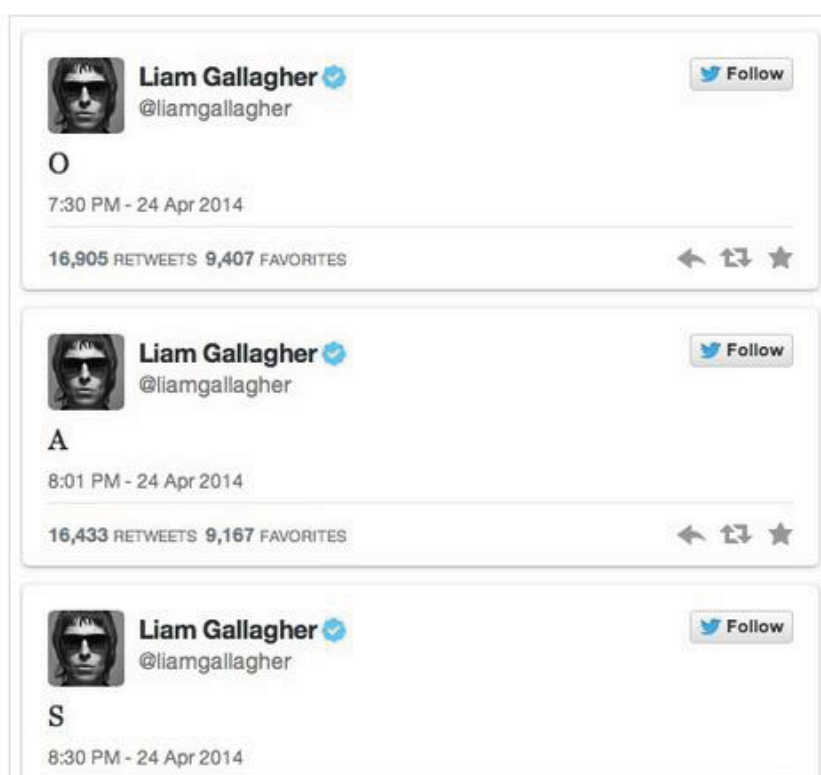 Liam Gallagher
Follow
@liamgallagher
O
7:30 PM - 24 Apr 2014
16,905 RETWEETS 9,407 FAVORITES
Liam Gallagher
Follow
@liamgallagher
A
8:01 PM - 24 Apr 2014
16,433 RETWEETS 9,167 FAVORITES
Liam Gallagher
Follow
@liamgallagher
S
8:30 PM - 24 Apr 2014